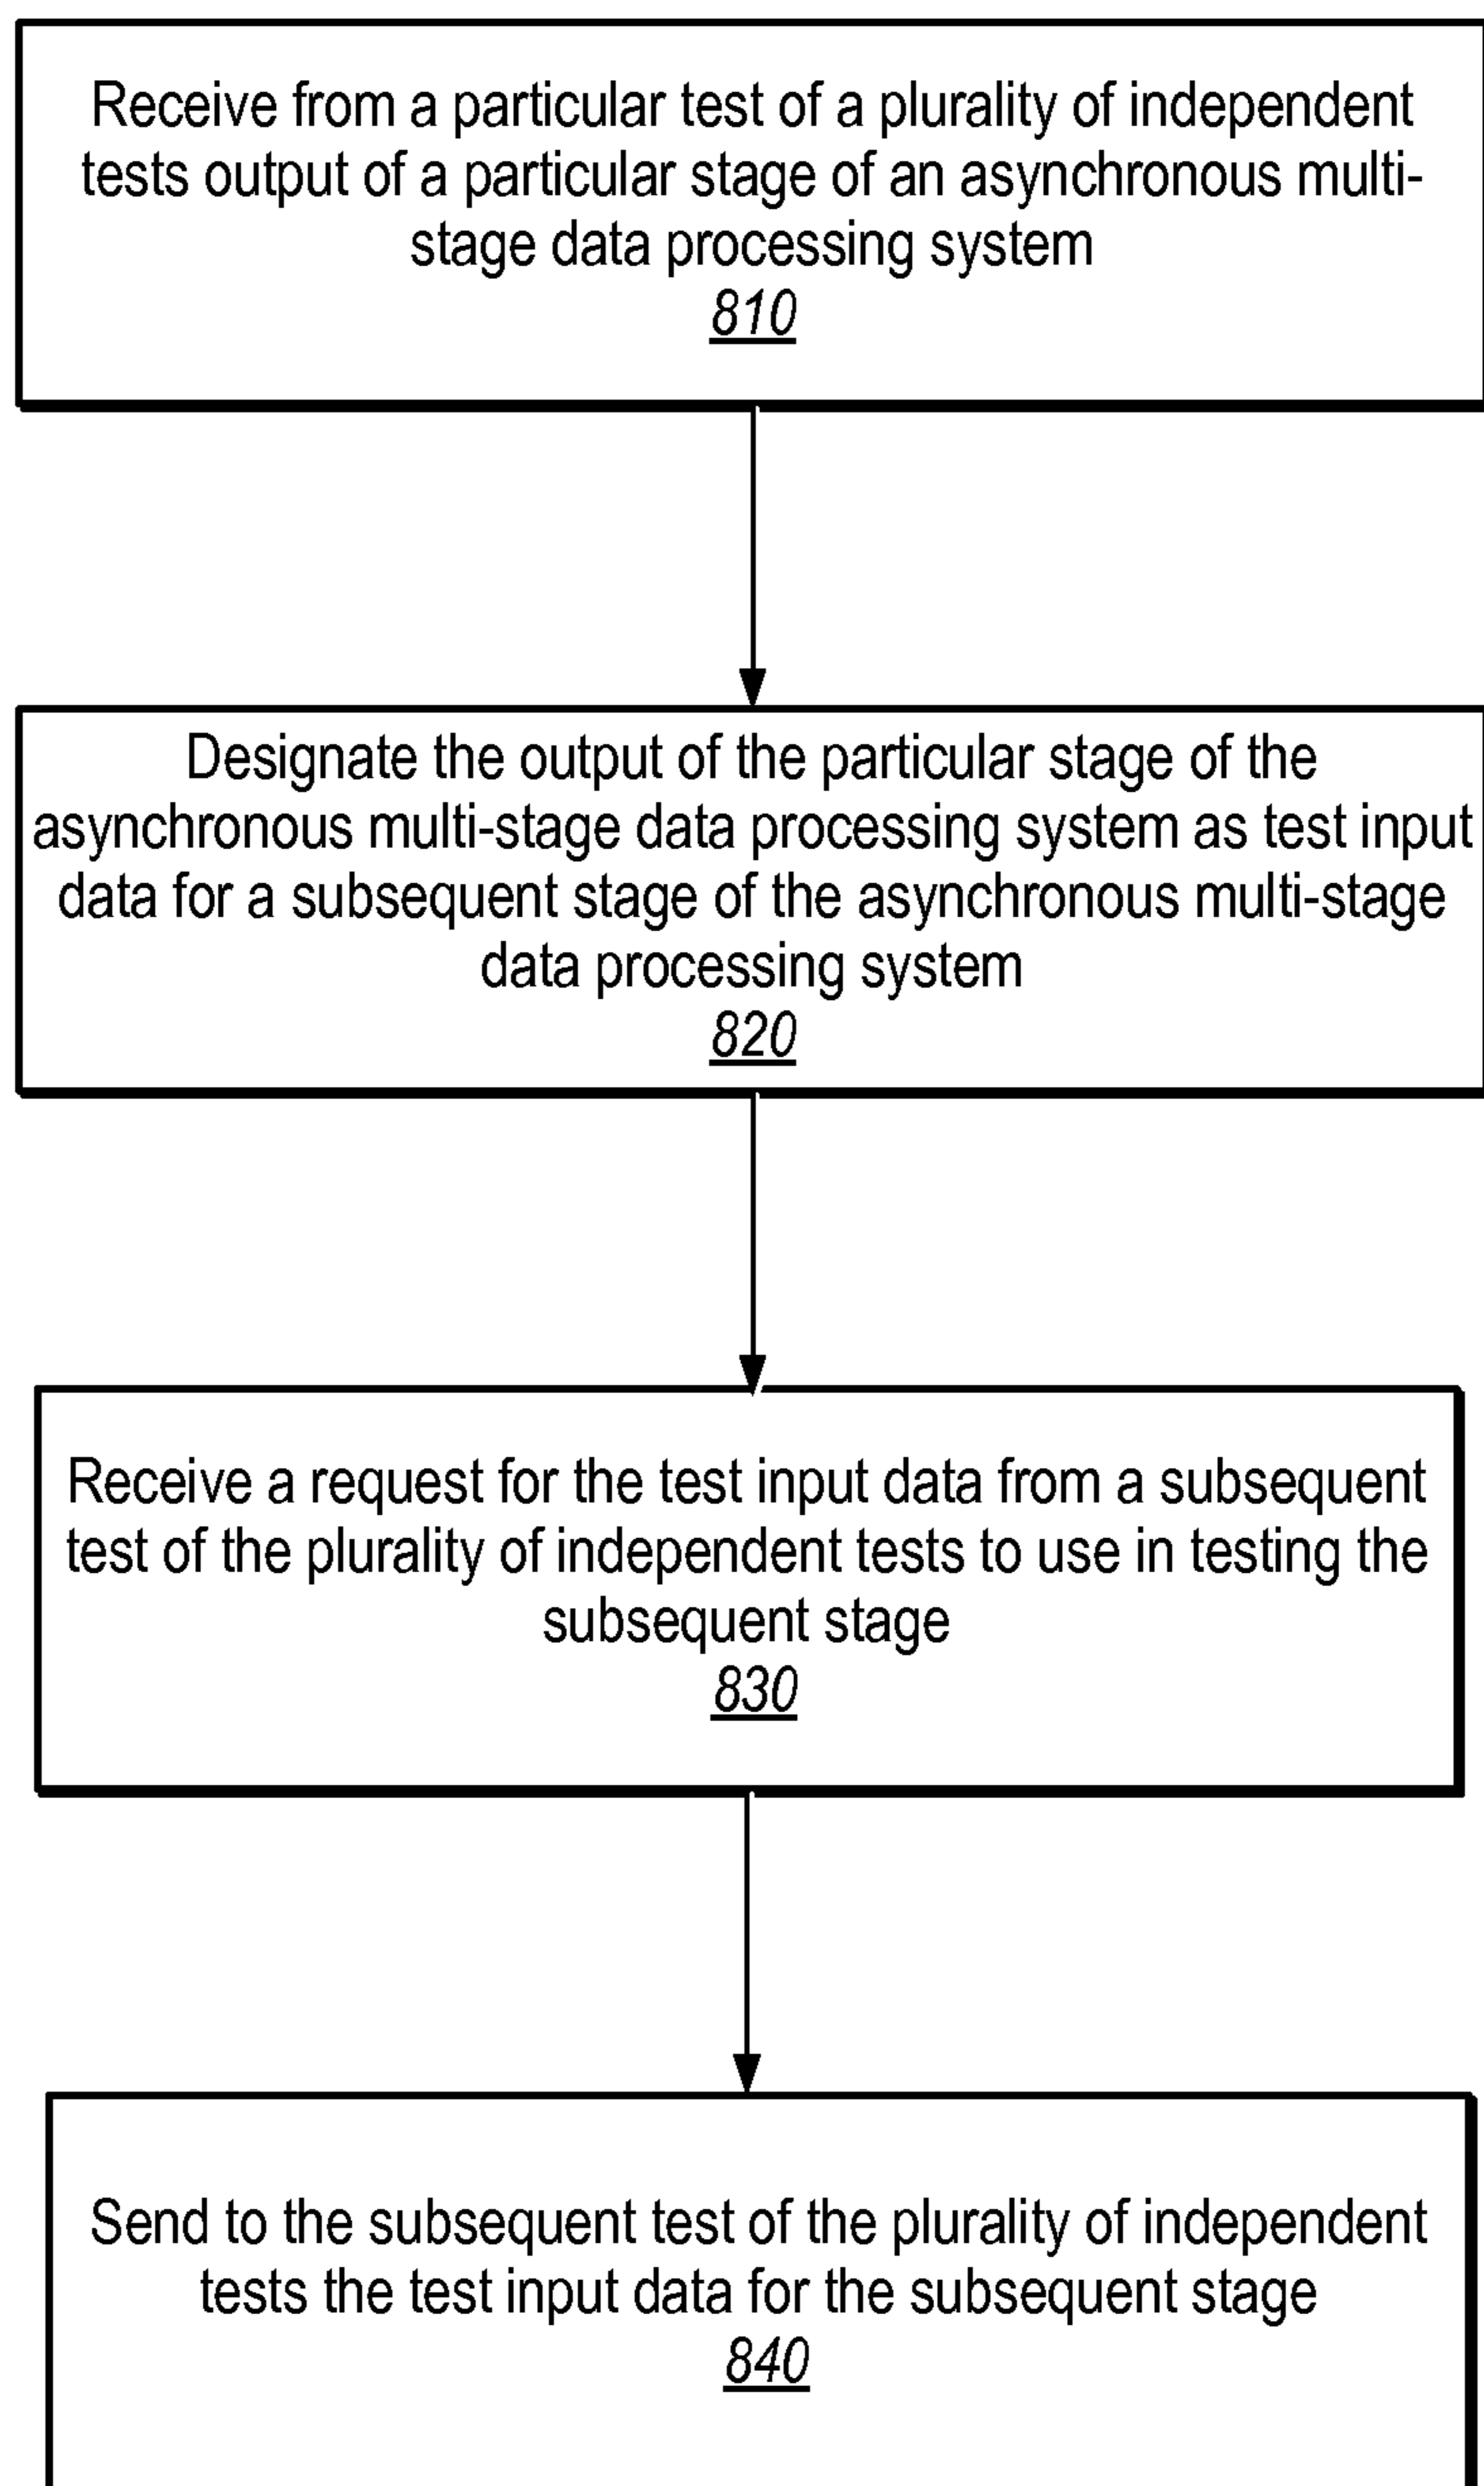 Receive from a particular test of a plurality of independent
tests output of a particular stage of an asynchronous multi-
stage data processing system
810
Designate the output of the particular stage of the
asynchronous multi-stage data processing system as test input
data for a subsequent stage of the asynchronous multi-stage
data processing system
820
Receive a request for the test input data from a subsequent
test of the plurality of independent tests to use in testing the
subsequent stage
830
Send to the subsequent test of the plurality of independent
tests the test input data for the subsequent stage
840